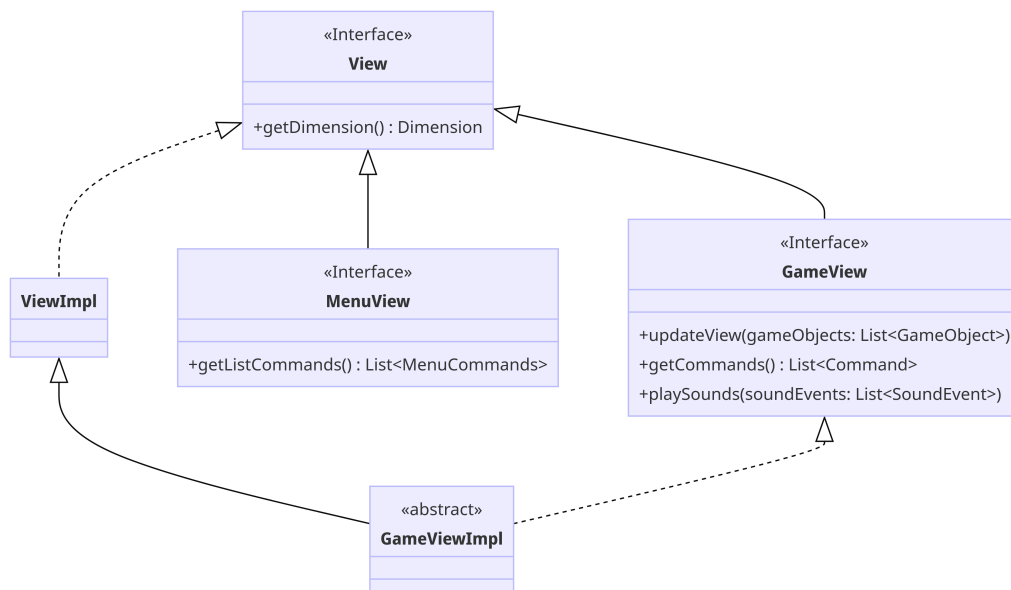 «Interface»
View
+getDimension() : Dimension
«Interface»
GameView
+updateView(gameObjects: List<GameObject>)
+getCommands() : List<Command>
+playSounds(soundEvents: List<SoundEvent>)
«Interface»
MenuView
+getListCommands() : List<MenuCommands>
ViewImpl
«abstract»
GameViewImpl